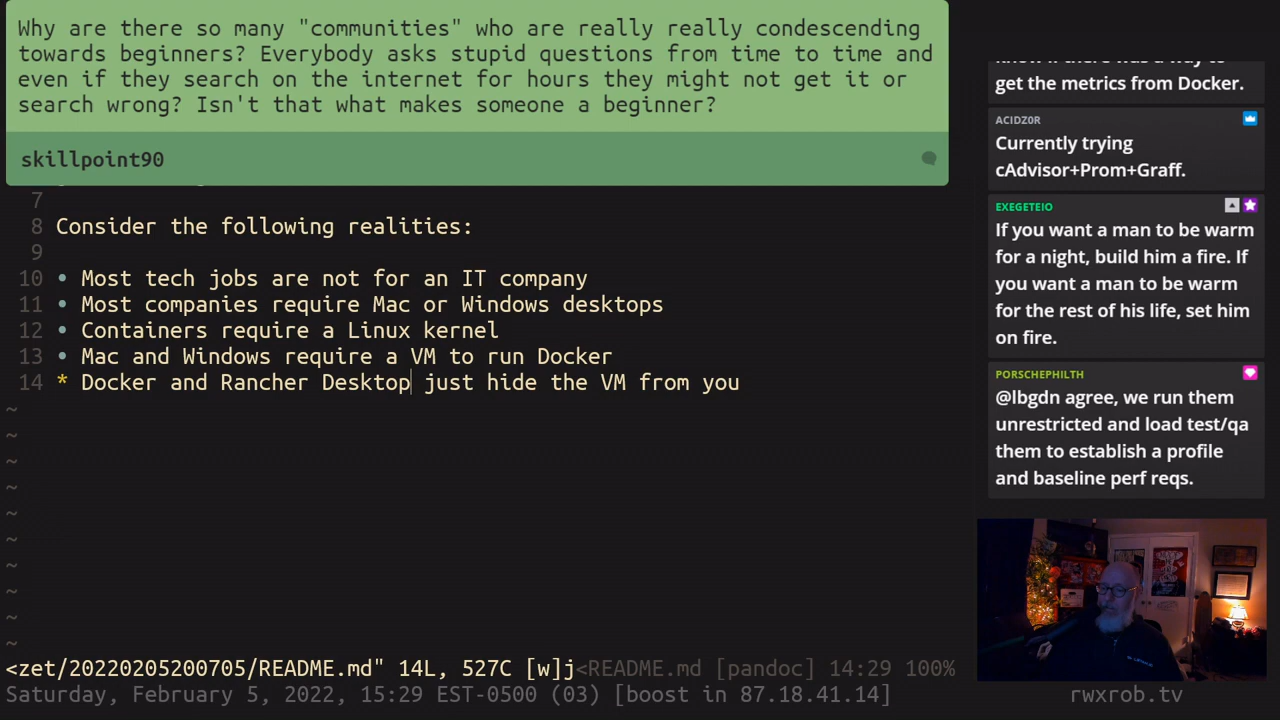 Why are there so many "communities" who are really really condescending
towards beginners? Everybody asks stupid questions from time to time and
even if they search on the internet for hours they might not get it or
search wrong? Isn't that what makes someone a beginner?
skillpoint90
7
8 Consider the following realities:
9
10 • Most tech jobs are not for an IT company
11 • Most companies require Mac or Windows desktops
12 • Containers require a Linux kernel
13 • Mac and Windows require a VM to run Docker
14 * Docker and Rancher Desktop just hide the VM from you
~
~
~
~
~
~
~
~
~
~
<zet/20220205200705/README.md" 14L, 527C [w]j<README.md [pandoc] 14:29 100%
Saturday, February 5, 2022, 15:29 EST-0500 (03) [boost in 87.18.41.14]
get the metrics from Docker.
ACIDZ0R
Currently trying
cAdvisor+Prom+Graff.
EXEGETEIO
If you want a man to be warm
for a night, build him a fire. If
you want a man to be warm
for the rest of his life, set him
on fire.
PORSCHEPHILTH
@lbgdn agree, we run them
unrestricted and load test/qa
them to establish a profile
and baseline perf reqs.
rwxrob.tv